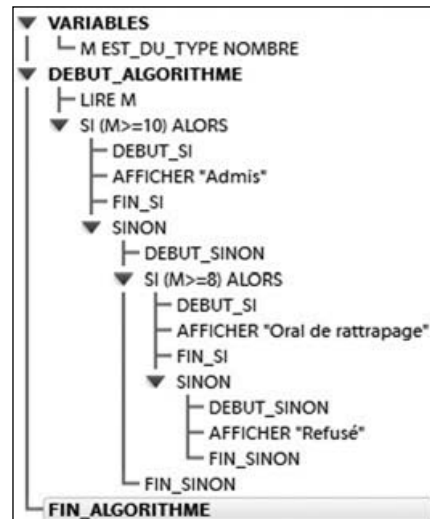 VARIABLES
M EST_DU_TYPE NOMBRE
DEBUT_ALGORITHME
LIRE M
SI (M>=10) ALORS
DEBUT_SI
AFFICHER "Admis"
FIN_SI
SINON
DEBUT_SINON
SI (M>=8) ALORS
DEBUT_SI
AFFICHER "Oral de rattrapage"
FIN_SI
SINON
DEBUT_SINON
AFFICHER "Refusé"
FIN_SINON
FIN_SINON
FIN_ALGORITHME